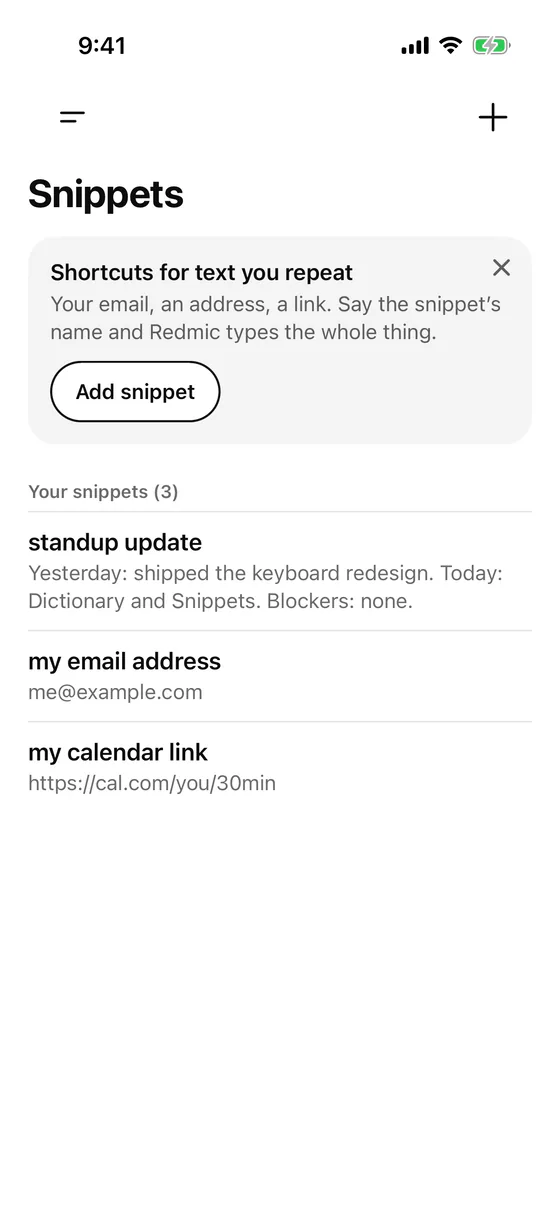 9:41
Snippets
Shortcuts for text you repeat
Your email, an address, a link. Say the snippet’s
name and Redmic types the whole thing.
Add snippet
Your snippets (3)
standup update
Yesterday: shipped the keyboard redesign. Today:
Dictionary and Snippets. Blockers: none.
my email address
me@example.com
my calendar link
https://cal.com/you/30min